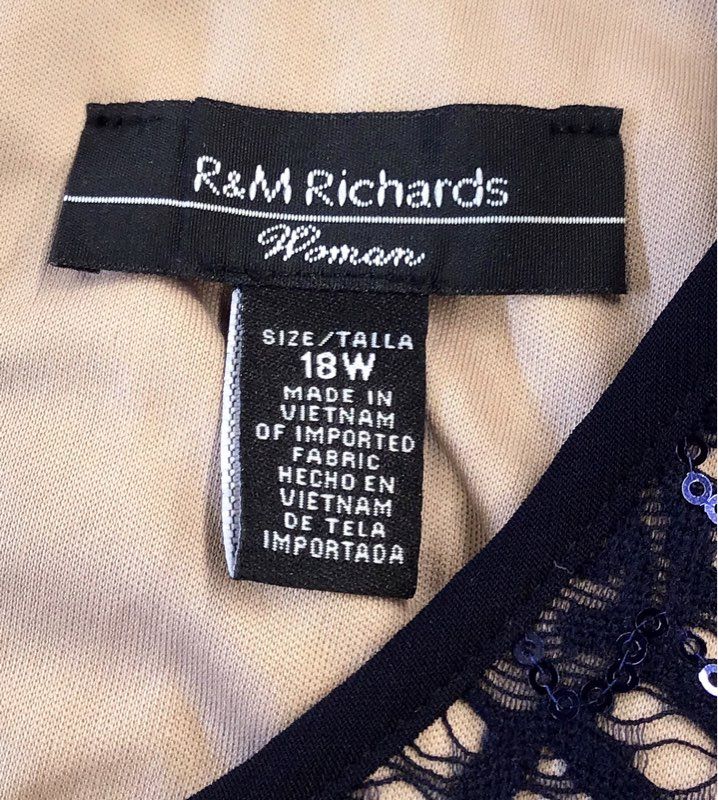 R&M Richards
Woman
SIZE/TALLA
18W
MADE IN
VIETNAM
OF IMPORTED
FABRIC
HECHO EN
VIETNAM
DE TELA
IMPORTADA